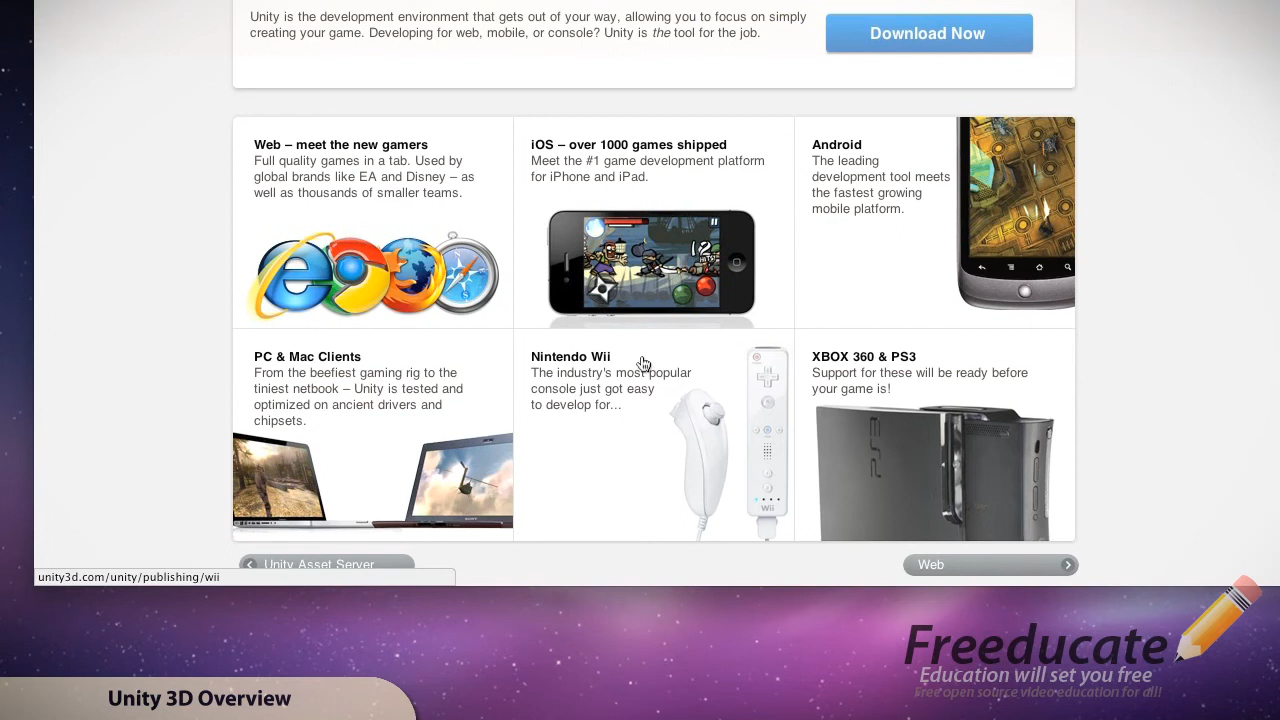 Unity is the development environment that gets out of your way, allowing you to focus on simply
creating your game. Developing for web, mobile, or console? Unity is the tool for the job.
Download Now
Web – meet the new gamers
Full quality games in a tab. Used by
global brands like EA and Disney – as
well as thousands of smaller teams.
iOS – over 1000 games shipped
Meet the #1 game development platform
for iPhone and iPad.
12
HITS!
Android
The leading
development tool meets
the fastest growing
mobile platform.
PC & Mac Clients
From the beefiest gaming rig to the
tiniest netbook – Unity is tested and
optimized on ancient drivers and
chipsets.
Nintendo Wii
The industry's most popular
console just got easy
to develop for...
Wii
XBOX 360 & PS3
Support for these will be ready before
your game is!
PS3
Unity Asset Server
Web
unity3d.com/unity/publishing/wii
Freeducate
Education will set you free
Free open source video education for all!
Unity 3D Overview